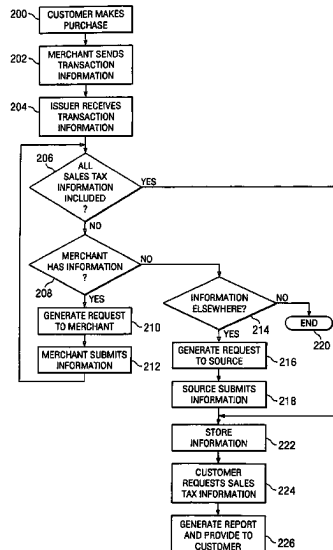 200
CUSTOMER MAKES
PURCHASE
202
MERCHANT SENDS
TRANSACTION
INFORMATION
204
ISSUER RECEIVES
TRANSACTION
INFORMATION
206
ALL
SALES TAX
INFORMATION
INCLUDED
?
YES
NO
MERCHANT
HAS INFORMATION
?
NO
208
YES
INFORMATION
ELSEWHERE?
NO
214
YES
END
220
GENERATE REQUEST
TO MERCHANT
210
MERCHANT SUBMITS
INFORMATION
212
GENERATE REQUEST
TO SOURCE
216
SOURCE SUBMITS
INFORMATION
218
STORE
INFORMATION
222
CUSTOMER
REQUESTS SALES
TAX INFORMATION
224
GENERATE REPORT
AND PROVIDE TO
CUSTOMER
226